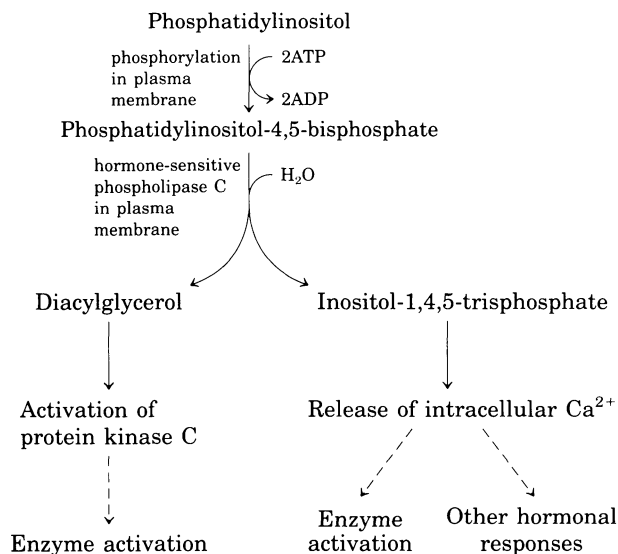 Phosphatidylinositol
phosphorylation
in plasma
membrane
2ATP
2ADP
Phosphatidylinositol-4,5-bisphosphate
hormone-sensitive
phospholipase C
in plasma
membrane
H₂O
Diacylglycerol
Inositol-1,4,5-trisphosphate
Activation of
protein kinase C
Release of intracellular Ca²⁺
Enzyme activation
Enzyme
activation
Other hormonal
responses